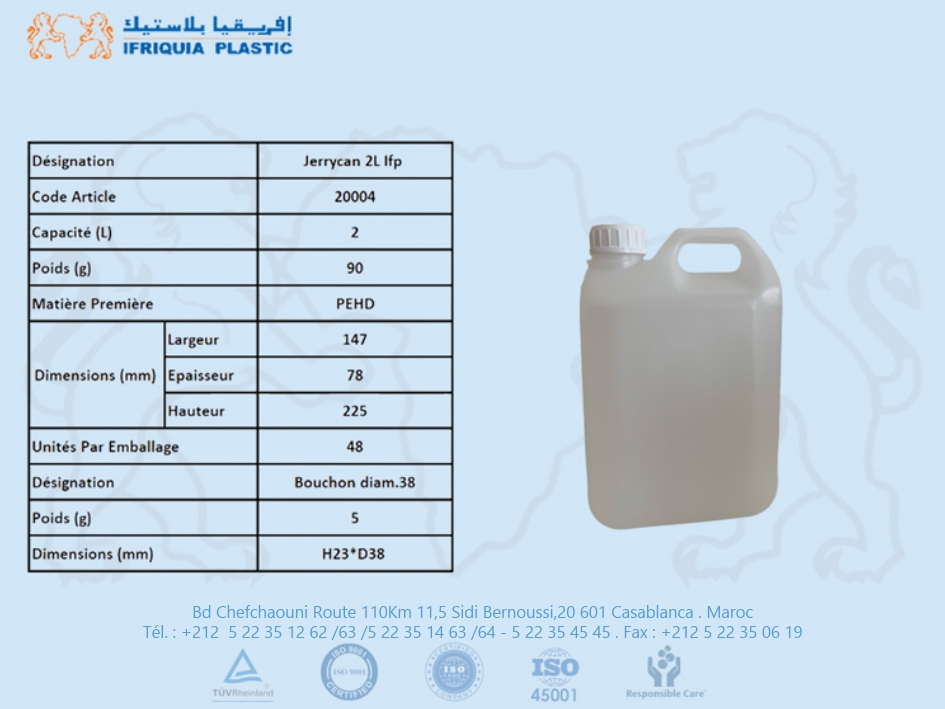 إفريقيا بلاستيك
IFRIQUIA PLASTIC
Désignation Jerrycan 2L Ifp
Code Article 20004
Capacité (L) 2
Poids (g) 90
Matière Première PEHD
Dimensions (mm) Largeur 147
Epaisseur 78
Hauteur 225
Unités Par Emballage 48
Désignation Bouchon diam.38
Poids (g) 5
Dimensions (mm) H23*D38
Bd Chefchaouni Route 110Km 11,5 Sidi Bernoussi,20 601 Casablanca . Maroc
Tél. : +212 5 22 35 12 62 /63 /5 22 35 14 63 /64 - 5 22 35 45 45 . Fax : +212 5 22 35 06 19
TÜVRheinland
ISO 9001
ISO 9001
CERTIFIED
CERTIFIED
ISO
COMPANY
ISO
45001
Responsible Care